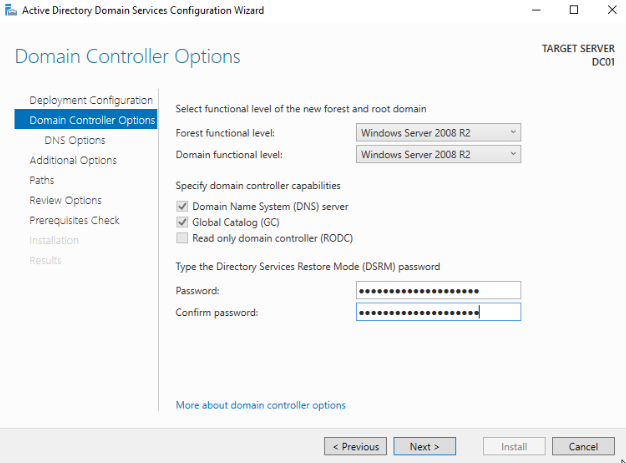 Active Directory Domain Services Configuration Wizard
Domain Controller Options
TARGET SERVER
DC01
Deployment Configuration
Domain Controller Options
DNS Options
Additional Options
Paths
Review Options
Prerequisites Check
Installation
Results
Select functional level of the new forest and root domain
Forest functional level: Windows Server 2008 R2
Domain functional level: Windows Server 2008 R2
Specify domain controller capabilities
Domain Name System (DNS) server
Global Catalog (GC)
Read only domain controller (RODC)
Type the Directory Services Restore Mode (DSRM) password
Password: ●●●●●●●●●●●●●●●●●●●●
Confirm password: ●●●●●●●●●●●●●●●●●●●●
More about domain controller options
< Previous Next > Install Cancel